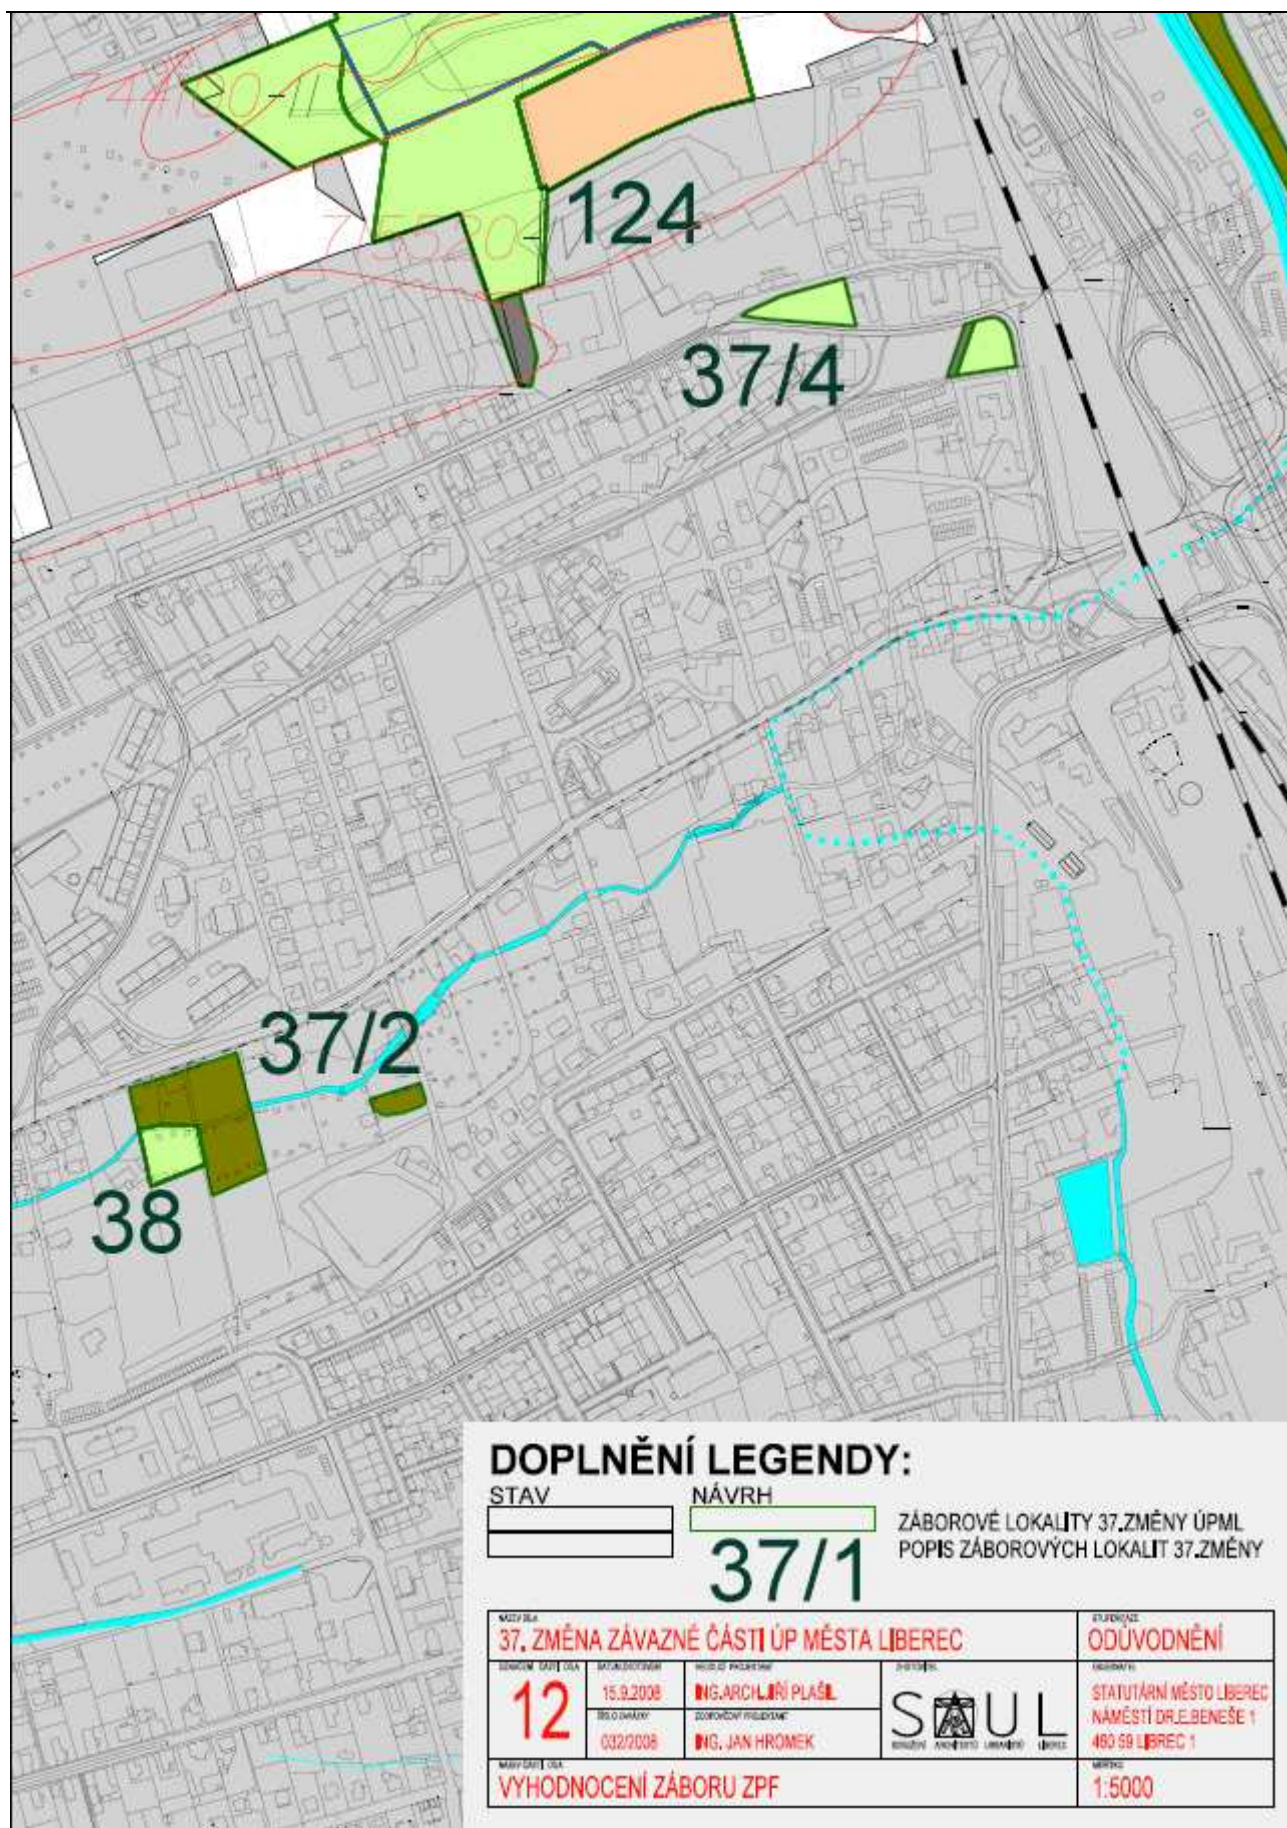 74410
75520
124
37/4
37/2
38
DOPLNĚNÍ LEGENDY:
STAV NÁVRH
ZÁBOROVÉ LOKALITY 37.ZMĚNY ÚPML
37/1 POPIS ZÁBOROVÝCH LOKALIT 37.ZMĚNY
37. ZMĚNA ZÁVAZNÉ ČÁSTI ÚP MĚSTA LIBEREC
ODŮVODNĚNÍ
12
15.9.2008
ING.ARCH.JIŘÍ PLAŠIL
032/2008
ING. JAN HROMEK
SAUL
STATUTÁRNÍ MĚSTO LIBEREC
NÁMĚSTÍ DR.E.BENEŠE 1
460 59 LIBREC 1
VYHODNOCENÍ ZÁBORU ZPF
1:5000